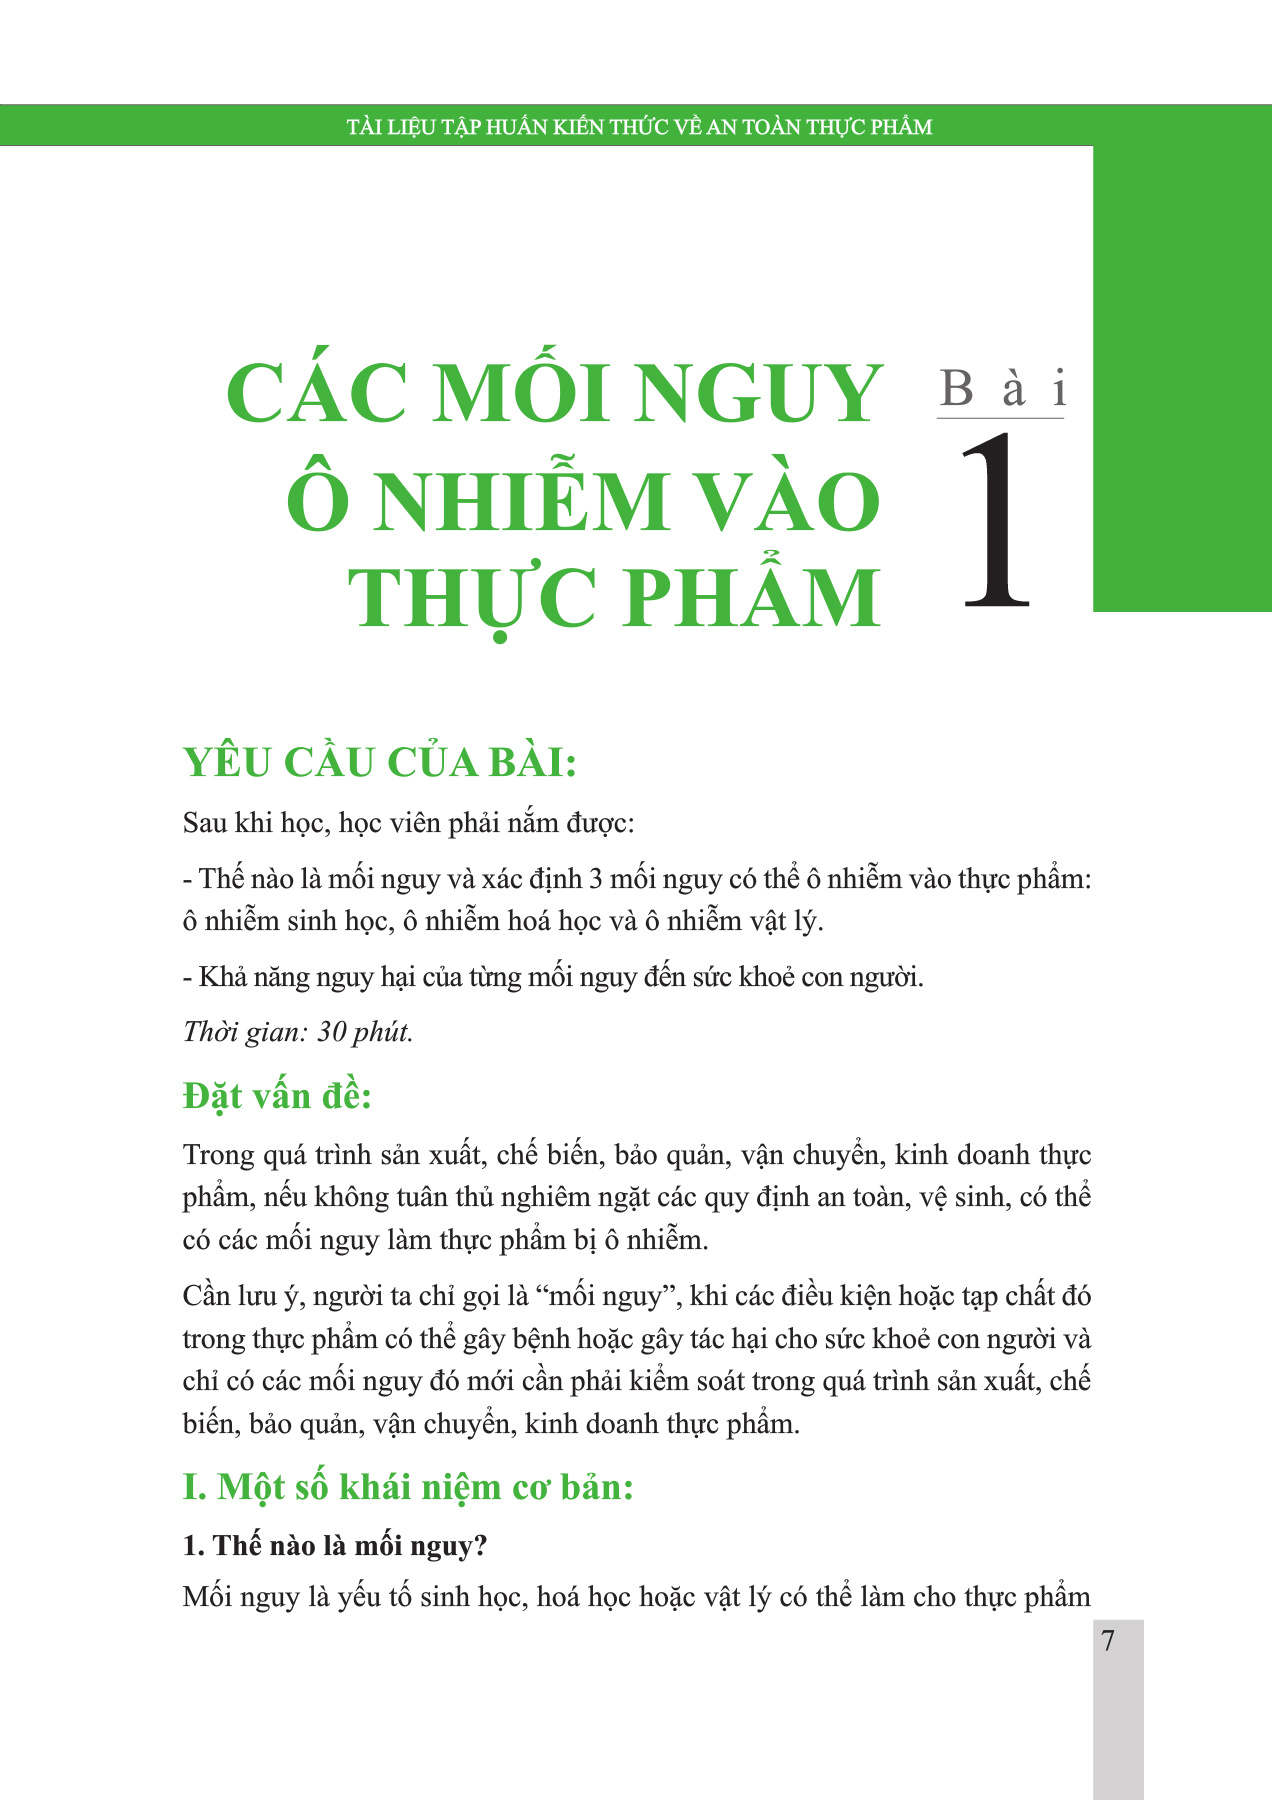 TÀI LIỆU TẬP HUẤN KIẾN THỨC VỀ AN TOÀN THỰC PHẨM
Bài
1
CÁC MỐI NGUY
Ô NHIỄM VÀO
THỰC PHẨM
YÊU CẦU CỦA BÀI:
Sau khi học, học viên phải nắm được:
- Thế nào là mối nguy và xác định 3 mối nguy có thể ô nhiễm vào thực phẩm:
ô nhiễm sinh học, ô nhiễm hoá học và ô nhiễm vật lý.
- Khả năng nguy hại của từng mối nguy đến sức khoẻ con người.
Thời gian: 30 phút.
Đặt vấn đề:
Trong quá trình sản xuất, chế biến, bảo quản, vận chuyển, kinh doanh thực
phẩm, nếu không tuân thủ nghiêm ngặt các quy định an toàn, vệ sinh, có thể
có các mối nguy làm thực phẩm bị ô nhiễm.
Cần lưu ý, người ta chỉ gọi là “mối nguy”, khi các điều kiện hoặc tạp chất đó
trong thực phẩm có thể gây bệnh hoặc gây tác hại cho sức khoẻ con người và
chỉ có các mối nguy đó mới cần phải kiểm soát trong quá trình sản xuất, chế
biến, bảo quản, vận chuyển, kinh doanh thực phẩm.
I. Một số khái niệm cơ bản:
1. Thế nào là mối nguy?
Mối nguy là yếu tố sinh học, hoá học hoặc vật lý có thể làm cho thực phẩm
7